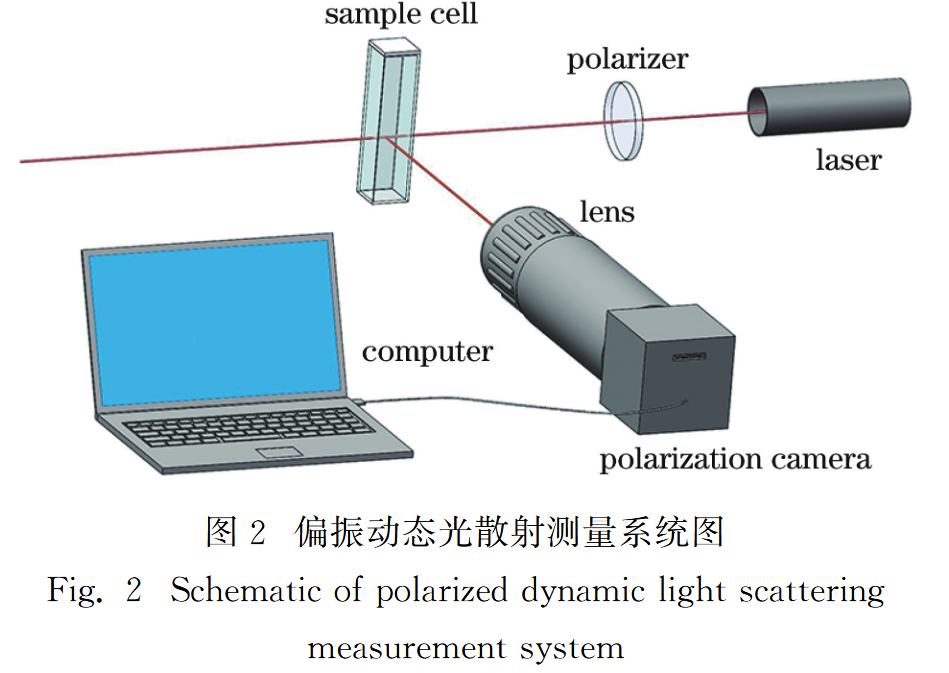 sample cell
polarizer
laser
lens
computer
polarization camera
图 2 偏振动态光散射测量系统图
Fig. 2 Schematic of polarized dynamic light scattering
measurement system